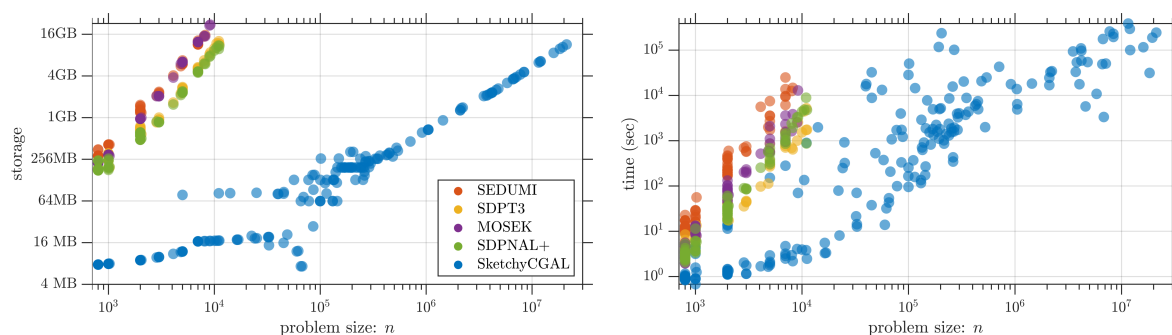 16GB
4GB
1GB
256MB
64MB
16 MB
4 MB
storage
10^3
10^4
10^5
10^6
10^7
problem size: n
SEDUMI
SDPT3
MOSEK
SDPNAL+
SketchyCGAL
10^5
10^4
10^3
10^2
10^1
10^0
time (sec)
10^3
10^4
10^5
10^6
10^7
problem size: n